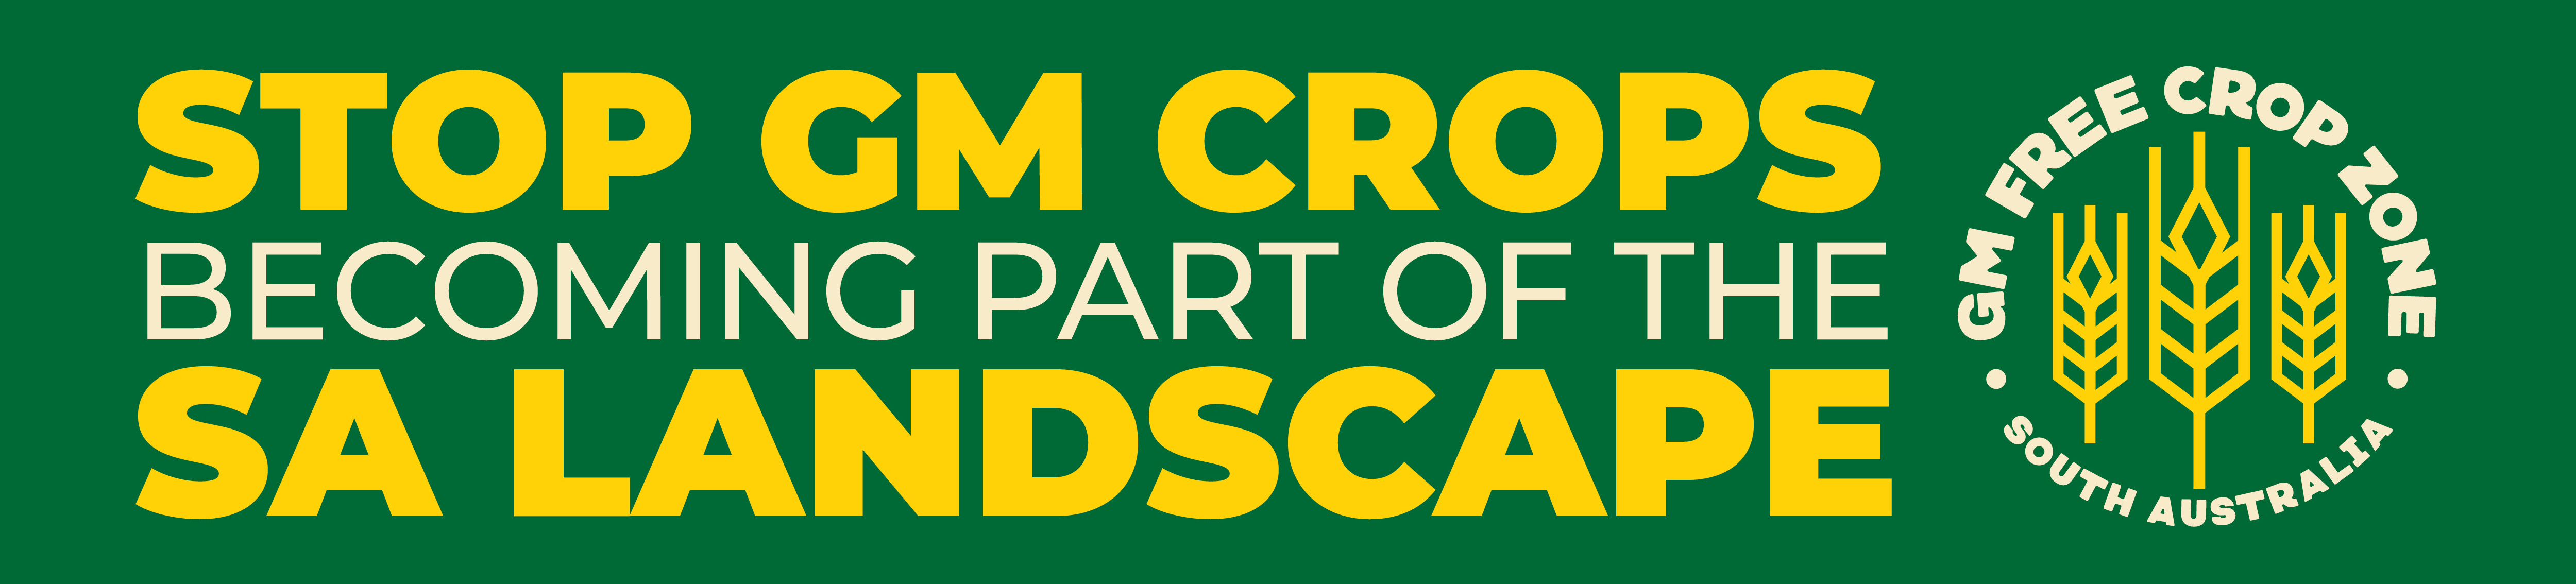 STOP GM CROPS
BECOMING PART OF THE
SA LANDSCAPE
GM FREE CROP ZONE
• SOUTH AUSTRALIA •